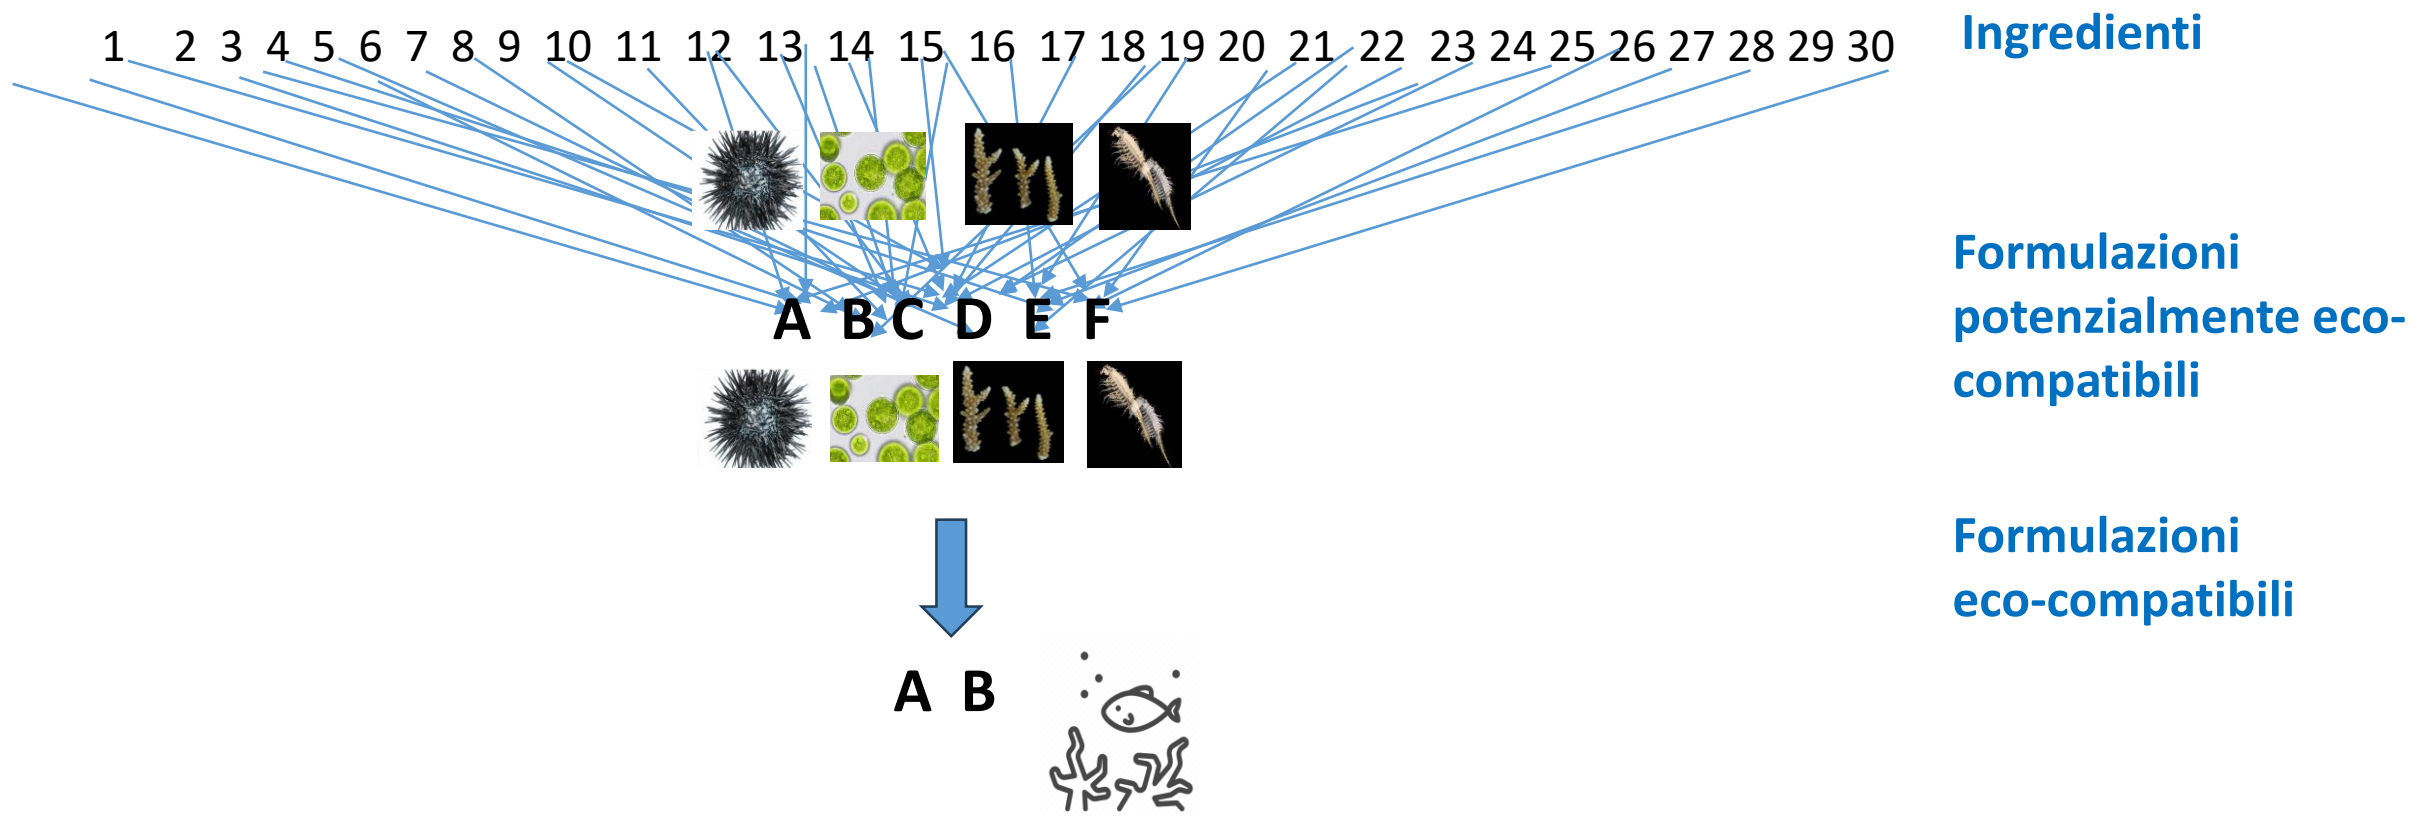 1 2 3 4 5 6 7 8 9 10 11 12 13 14 15 16 17 18 19 20 21 22 23 24 25 26 27 28 29 30
Ingredienti
Formulazioni
potenzialmente eco-
compatibili
A B C D E F
Formulazioni
eco-compatibili
A B